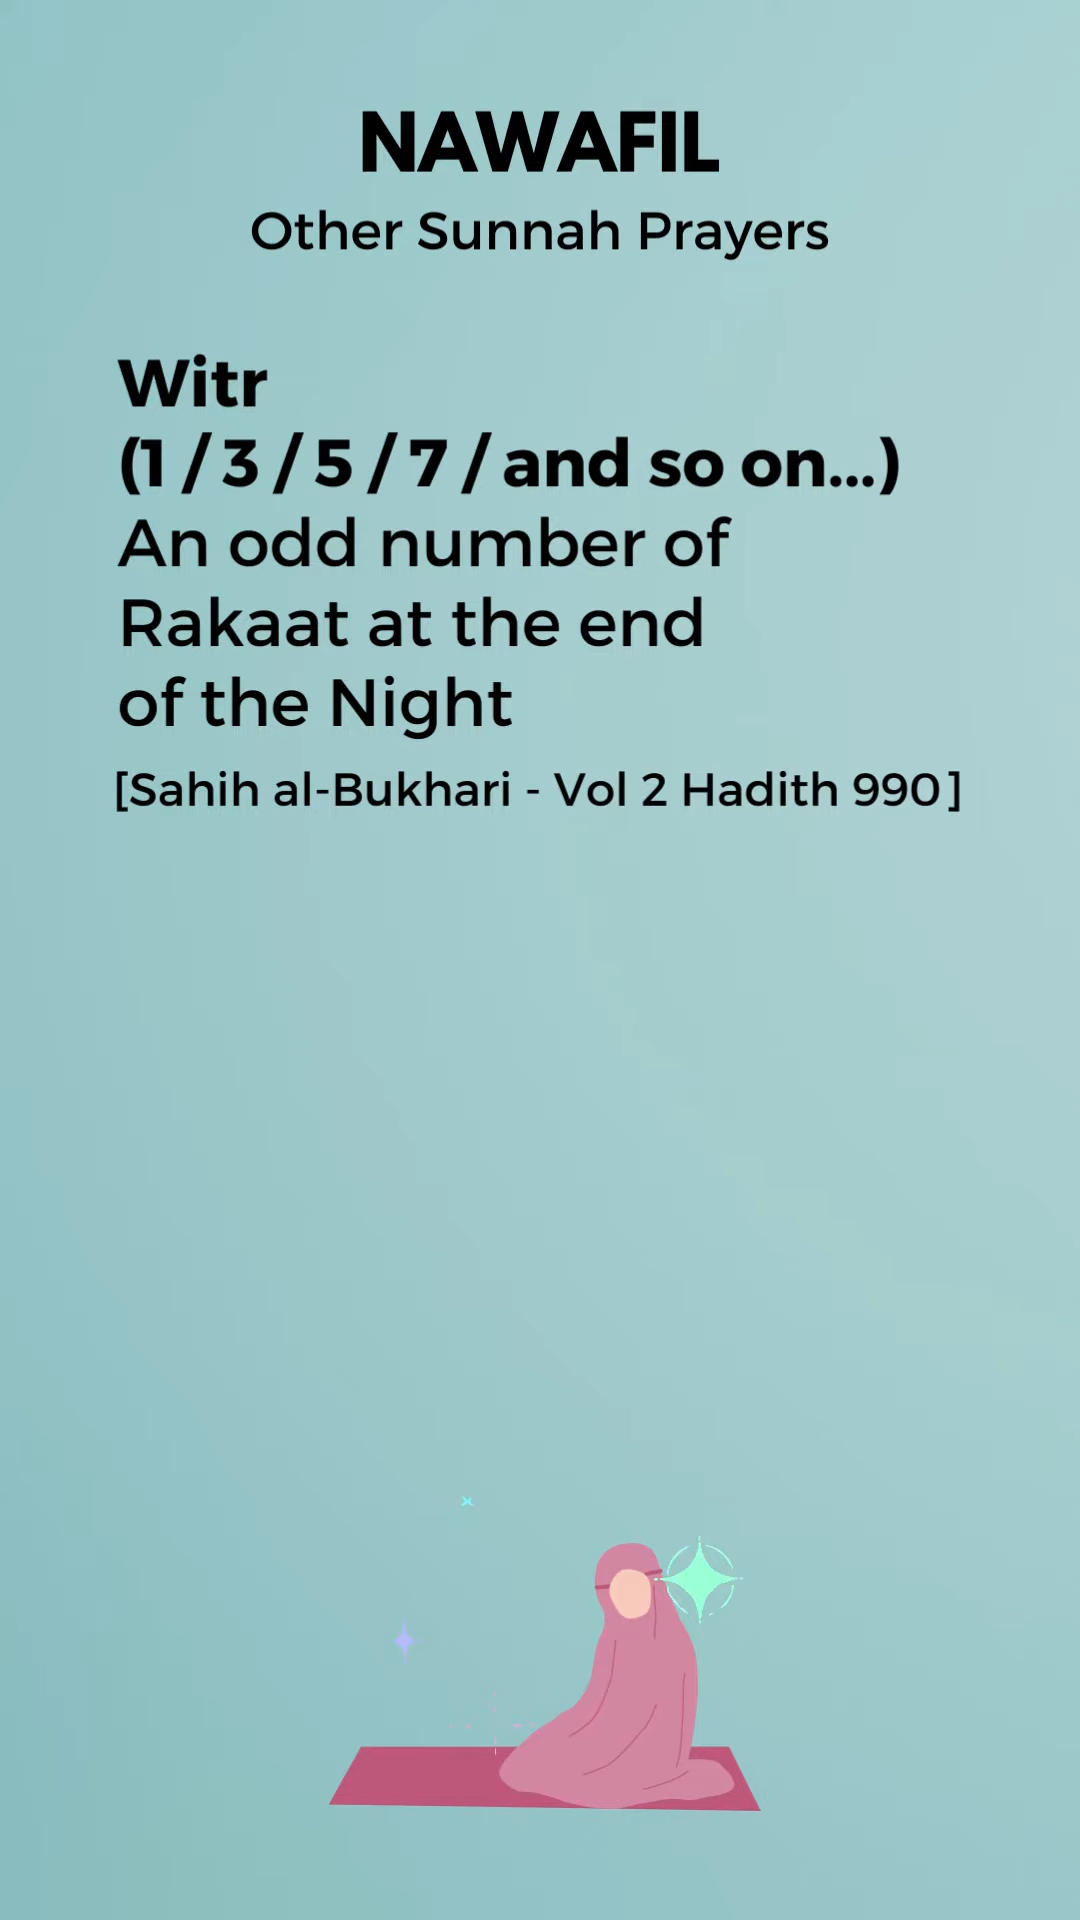 NAWAFIL
Other Sunnah Prayers
Witr
(1 / 3 / 5 / 7 / and so on...)
An odd number of
Rakaat at the end
of the Night
[Sahih al-Bukhari - Vol 2 Hadith 990]